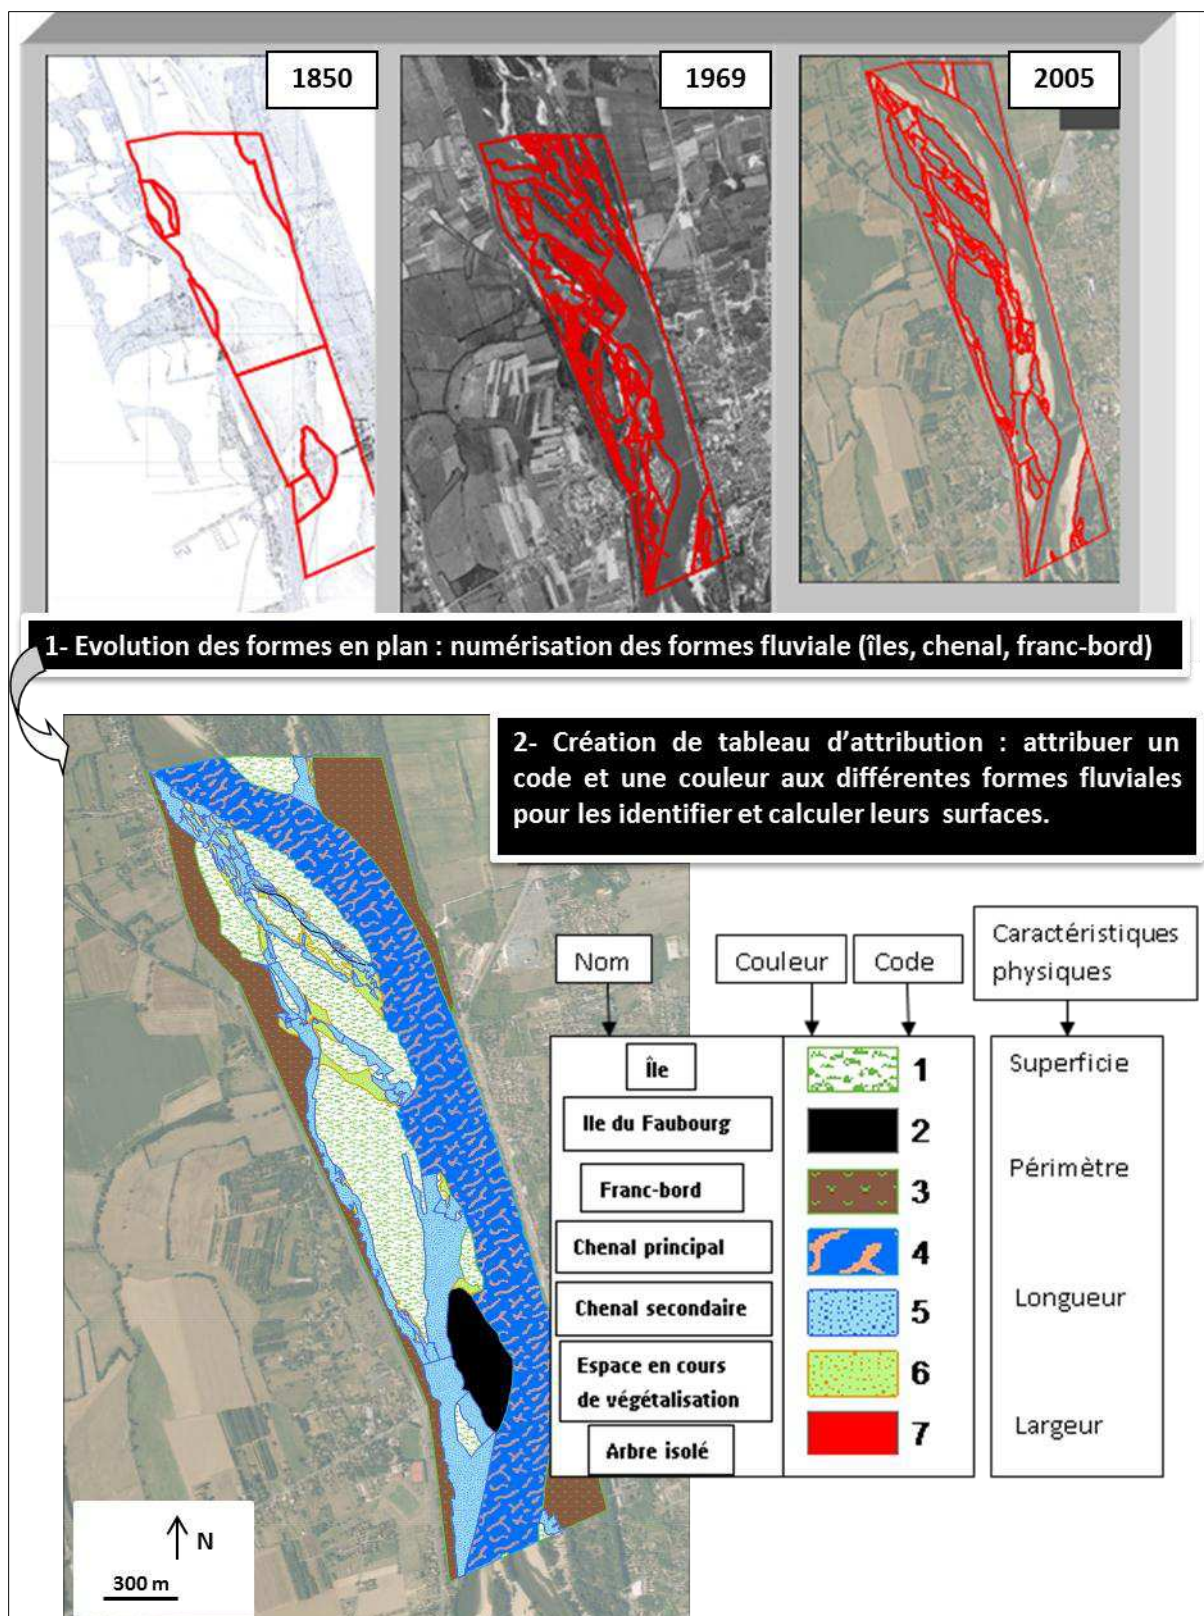 1850
1969
2005
1- Evolution des formes en plan : numérisation des formes fluviale (îles, chenal, franc-bord)
2- Création de tableau d’attribution : attribuer un
code et une couleur aux différentes formes fluviales
pour les identifier et calculer leurs surfaces.
Nom
Couleur
Code
Caractéristiques
physiques
Île
1
Superficie
Ile du Faubourg
2
Franc-bord
3
Périmètre
Chenal principal
4
Chenal secondaire
5
Longueur
Espace en cours
de végétalisation
6
Arbre isolé
7
Largeur
N
300 m